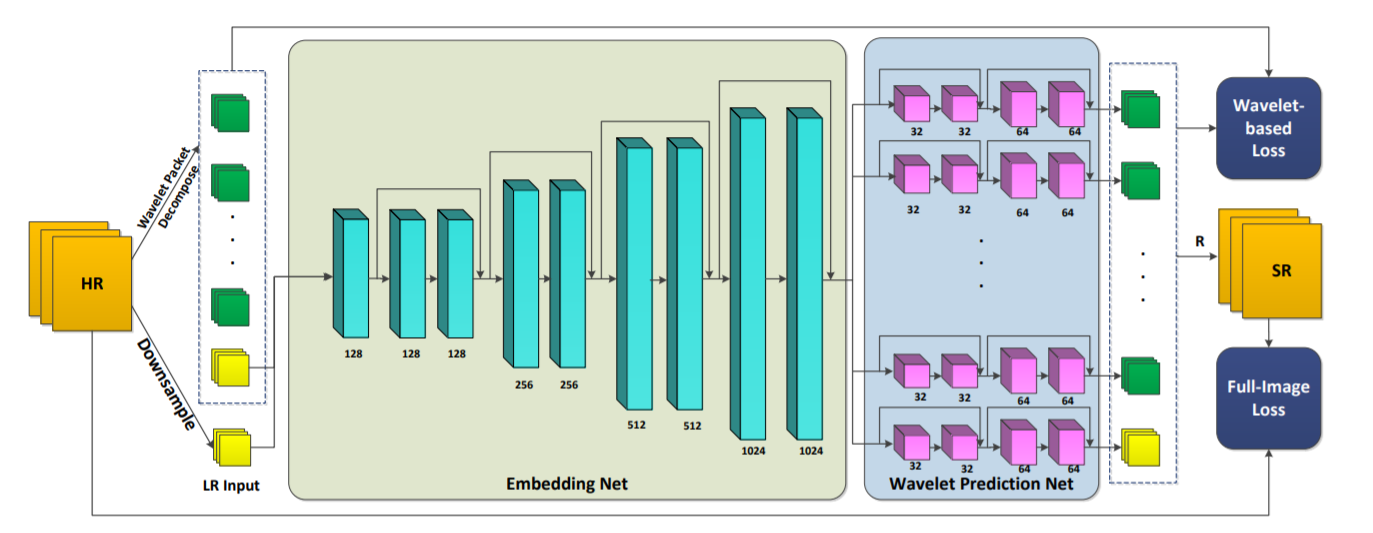 HR
Wavelet Packet
Decompose
Downsample
LR Input
128
128
128
256
256
512
512
1024
1024
Embedding Net
32
32
64
64
32
32
64
64
32
32
64
64
32
32
64
64
Wavelet Prediction Net
Wavelet-
based
Loss
R
SR
Full-Image
Loss